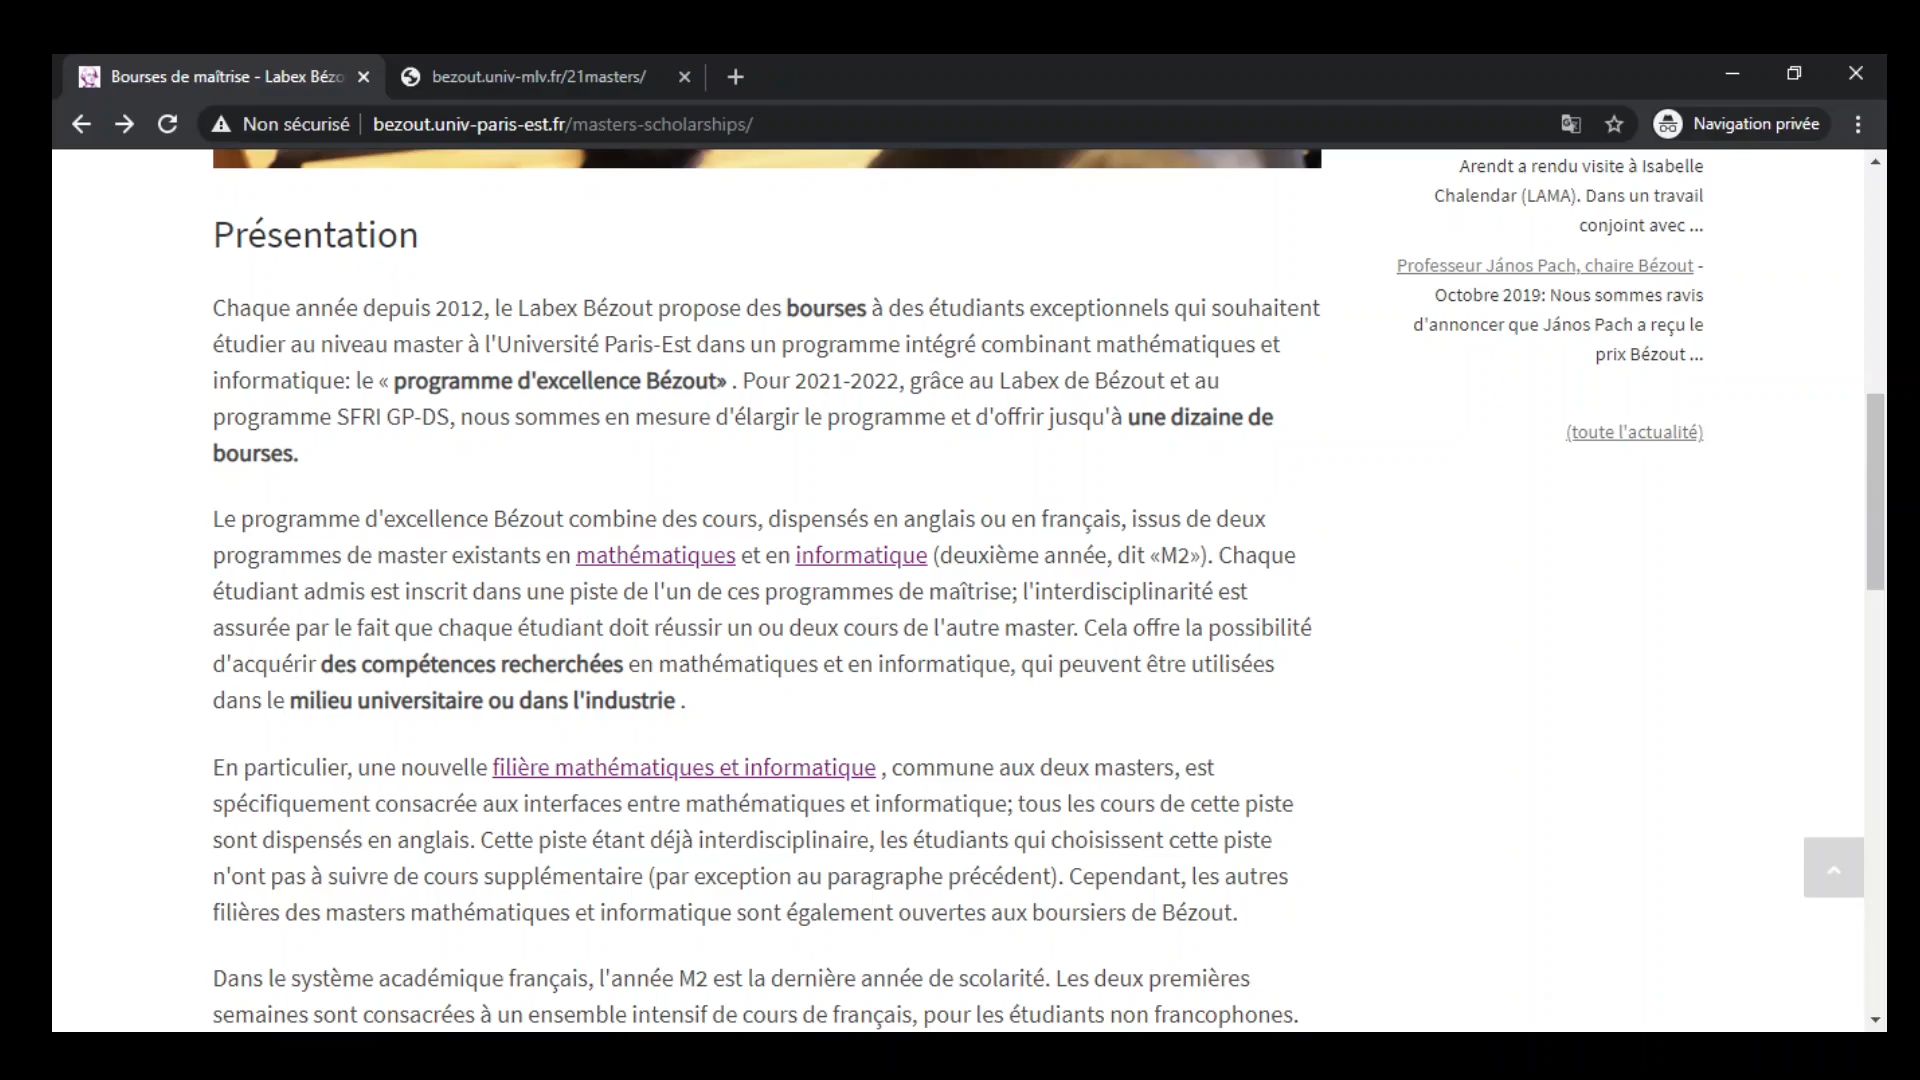 Bourses de maîtrise - Labex Bézo
bezout.univ-mlv.fr/21masters/
Non sécurisé
bezout.univ-paris-est.fr/masters-scholarships/
Navigation privée
Présentation
Chaque année depuis 2012, le Labex Bézout propose des bourses à des étudiants exceptionnels qui souhaitent
étudier au niveau master à l'Université Paris-Est dans un programme intégré combinant mathématiques et
informatique: le « programme d'excellence Bézout» . Pour 2021-2022, grâce au Labex de Bézout et au
programme SFRI GP-DS, nous sommes en mesure d'élargir le programme et d'offrir jusqu'à une dizaine de
bourses.
Le programme d'excellence Bézout combine des cours, dispensés en anglais ou en français, issus de deux
programmes de master existants en mathématiques et en informatique (deuxième année, dit «M2»). Chaque
étudiant admis est inscrit dans une piste de l'un de ces programmes de maîtrise; l'interdisciplinarité est
assurée par le fait que chaque étudiant doit réussir un ou deux cours de l'autre master. Cela offre la possibilité
d'acquérir des compétences recherchées en mathématiques et en informatique, qui peuvent être utilisées
dans le milieu universitaire ou dans l'industrie .
En particulier, une nouvelle filière mathématiques et informatique , commune aux deux masters, est
spécifiquement consacrée aux interfaces entre mathématiques et informatique; tous les cours de cette piste
sont dispensés en anglais. Cette piste étant déjà interdisciplinaire, les étudiants qui choisissent cette piste
n'ont pas à suivre de cours supplémentaire (par exception au paragraphe précédent). Cependant, les autres
filières des masters mathématiques et informatique sont également ouvertes aux boursiers de Bézout.
Dans le système académique français, l'année M2 est la dernière année de scolarité. Les deux premières
semaines sont consacrées à un ensemble intensif de cours de français, pour les étudiants non francophones.
Arendt a rendu visite à Isabelle
Chalendar (LAMA). Dans un travail
conjoint avec ...
Professeur János Pach, chaire Bézout -
Octobre 2019: Nous sommes ravis
d'annoncer que János Pach a reçu le
prix Bézout ...
(toute l'actualité)